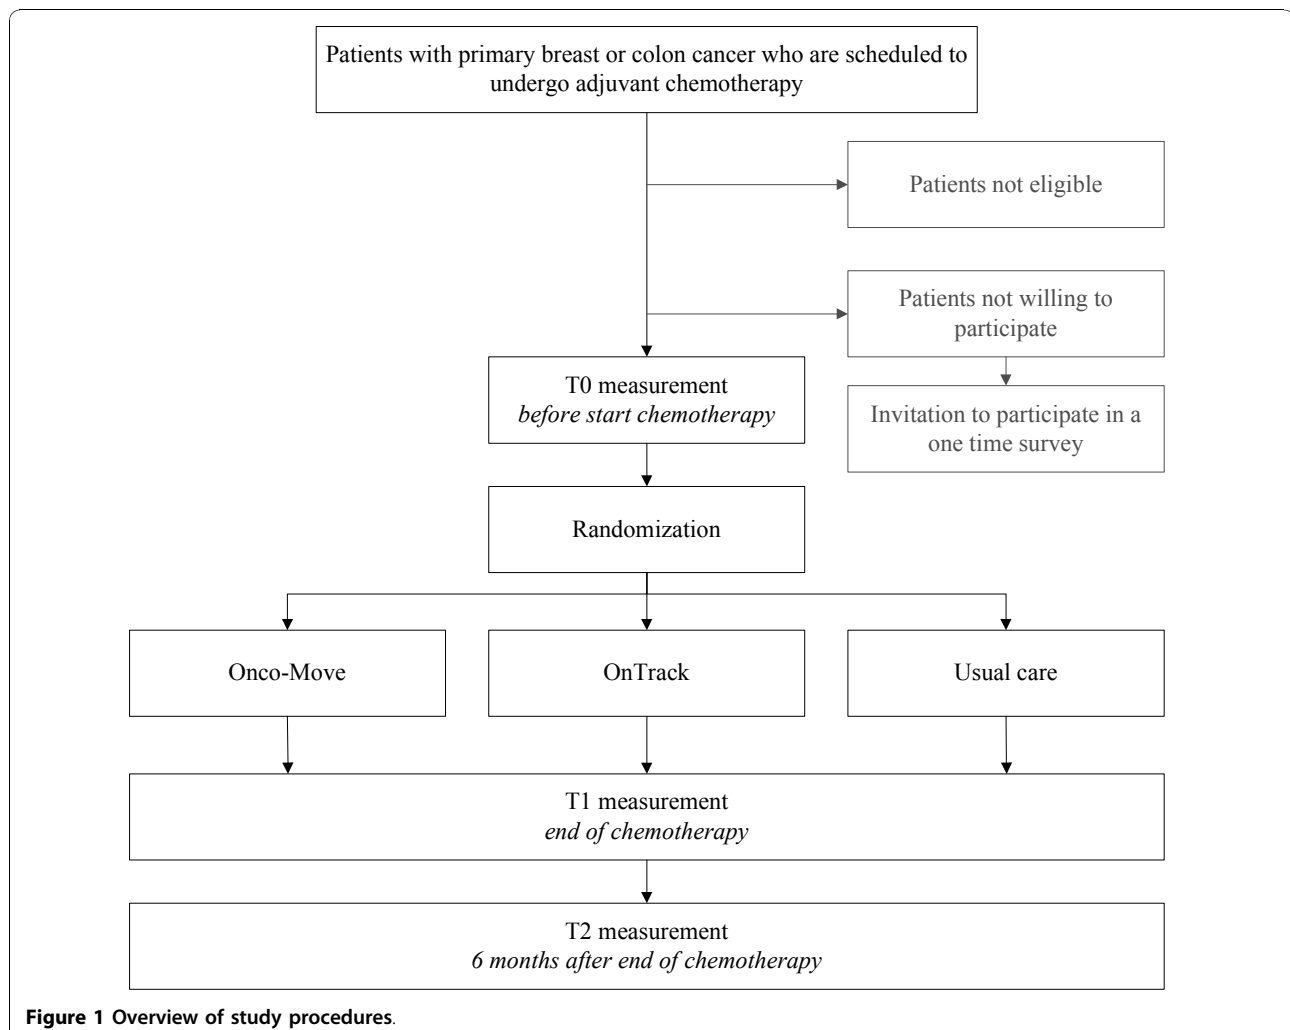 Patients with primary breast or colon cancer who are scheduled to
undergo adjuvant chemotherapy
Patients not eligible
Patients not willing to
participate
T0 measurement
before start chemotherapy
Invitation to participate in a
one time survey
Randomization
Onco-Move
OnTrack
Usual care
T1 measurement
end of chemotherapy
T2 measurement
6 months after end of chemotherapy
Figure 1 Overview of study procedures.